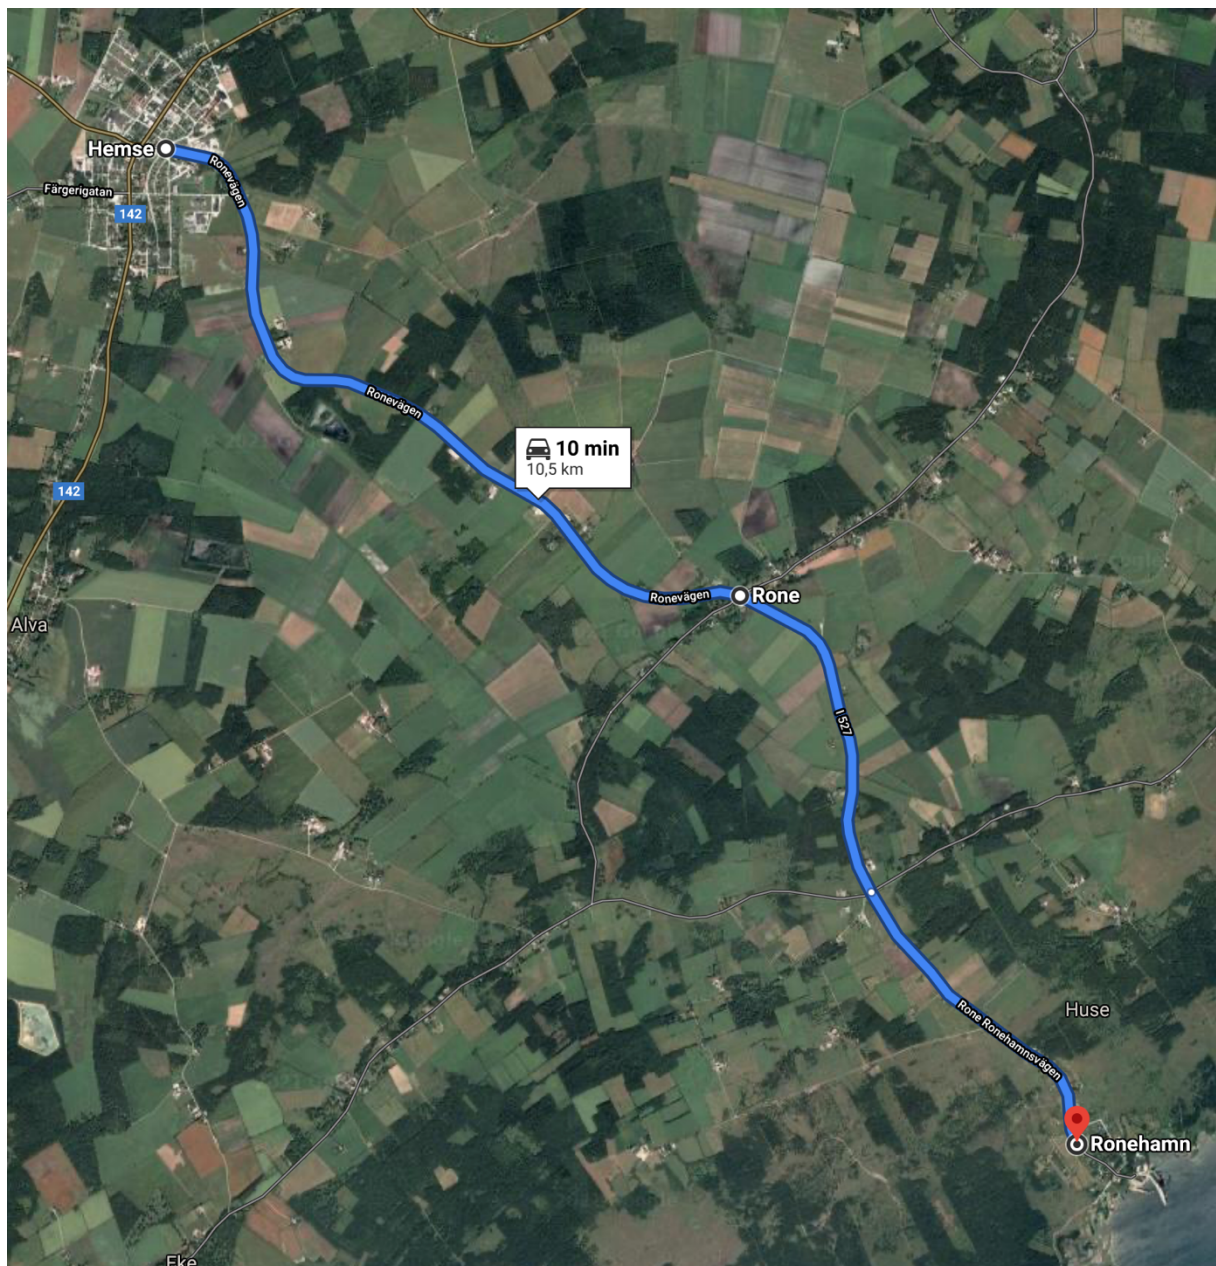 Hemse
Ronevägen
Färgerigatan
142
Ronevägen
10 min
10,5 km
142
Ronevägen
Rone
Alva
I 527
Google
Huse
Rone Ronehamnsvägen
Ronehamn
Eke